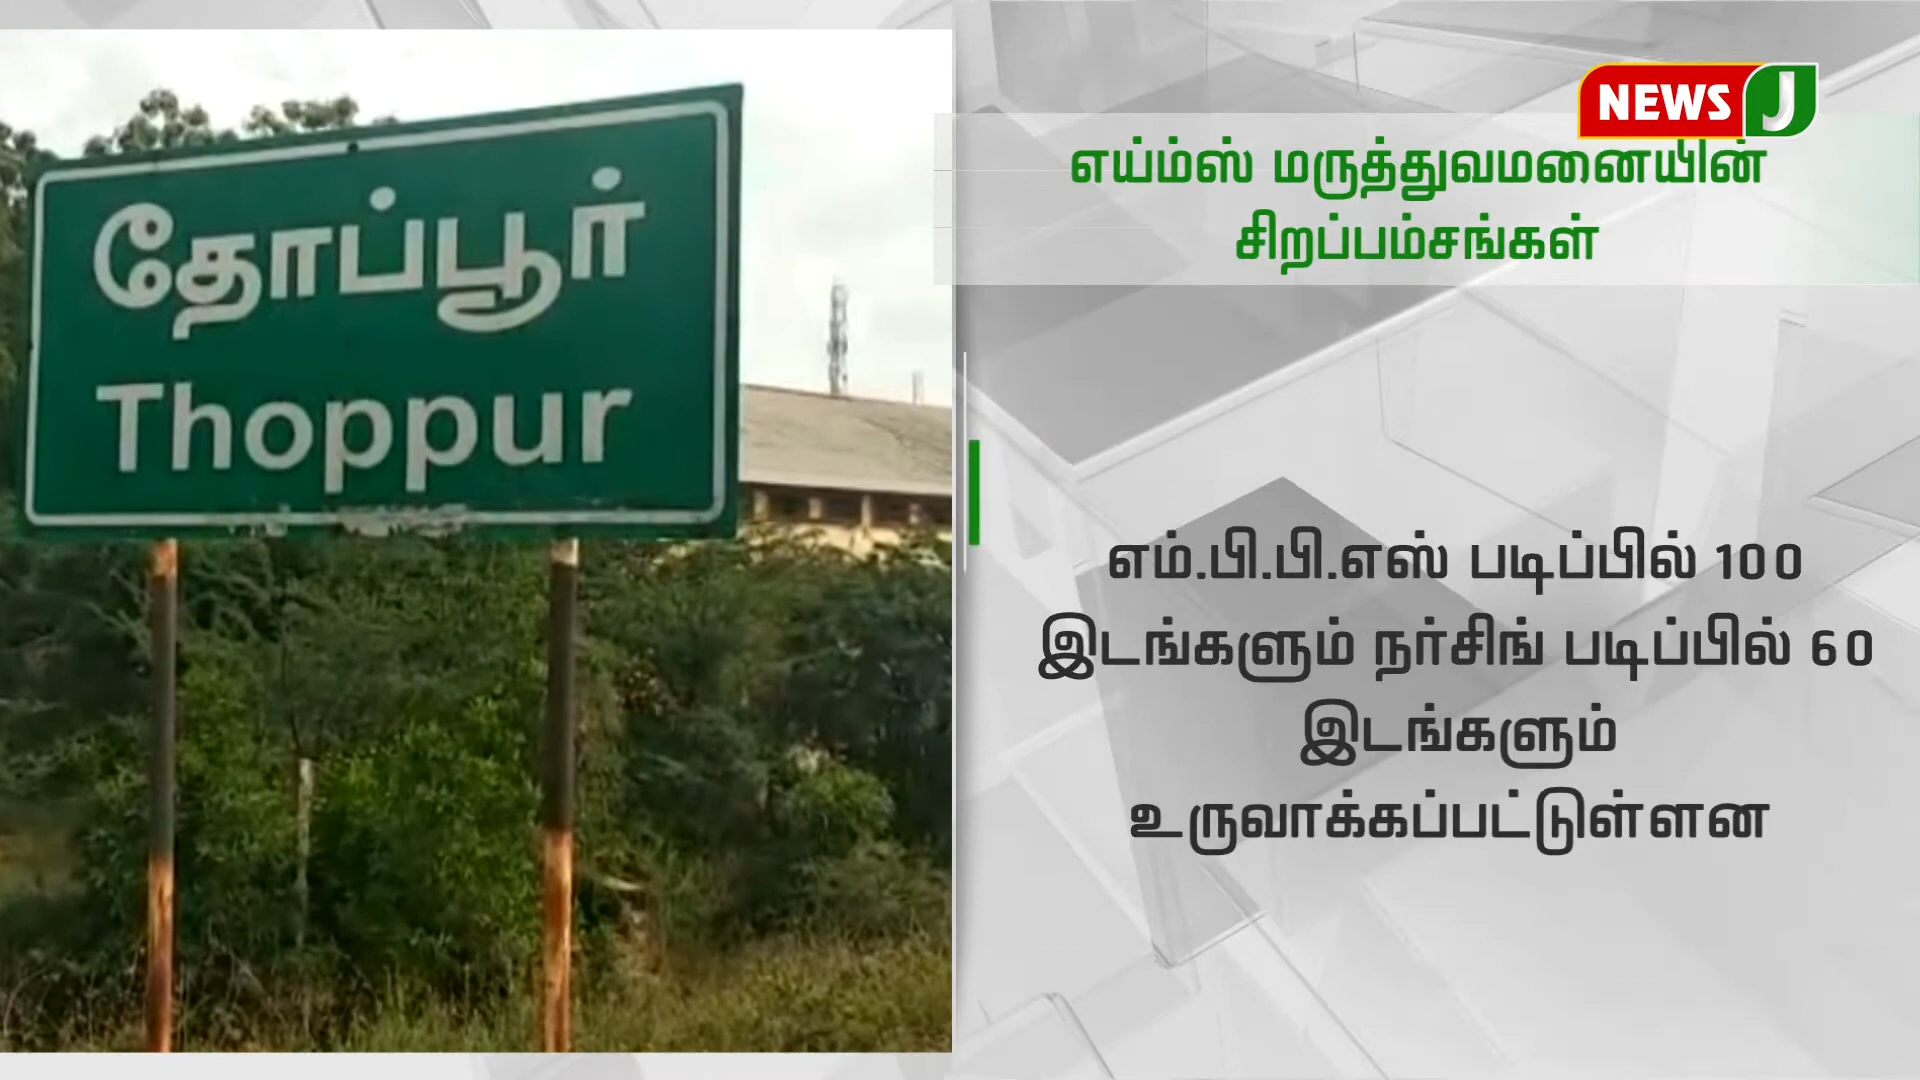 தோப்பூர்
Thoppur
NEWS J
எய்ம்ஸ் மருத்துவமனையின்
சிறப்பம்சங்கள்
எம்.பி.பி.எஸ் படிப்பில் 100
இடங்களும் நர்சிங் படிப்பில் 60
இடங்களும்
உருவாக்கப்பட்டுள்ளன